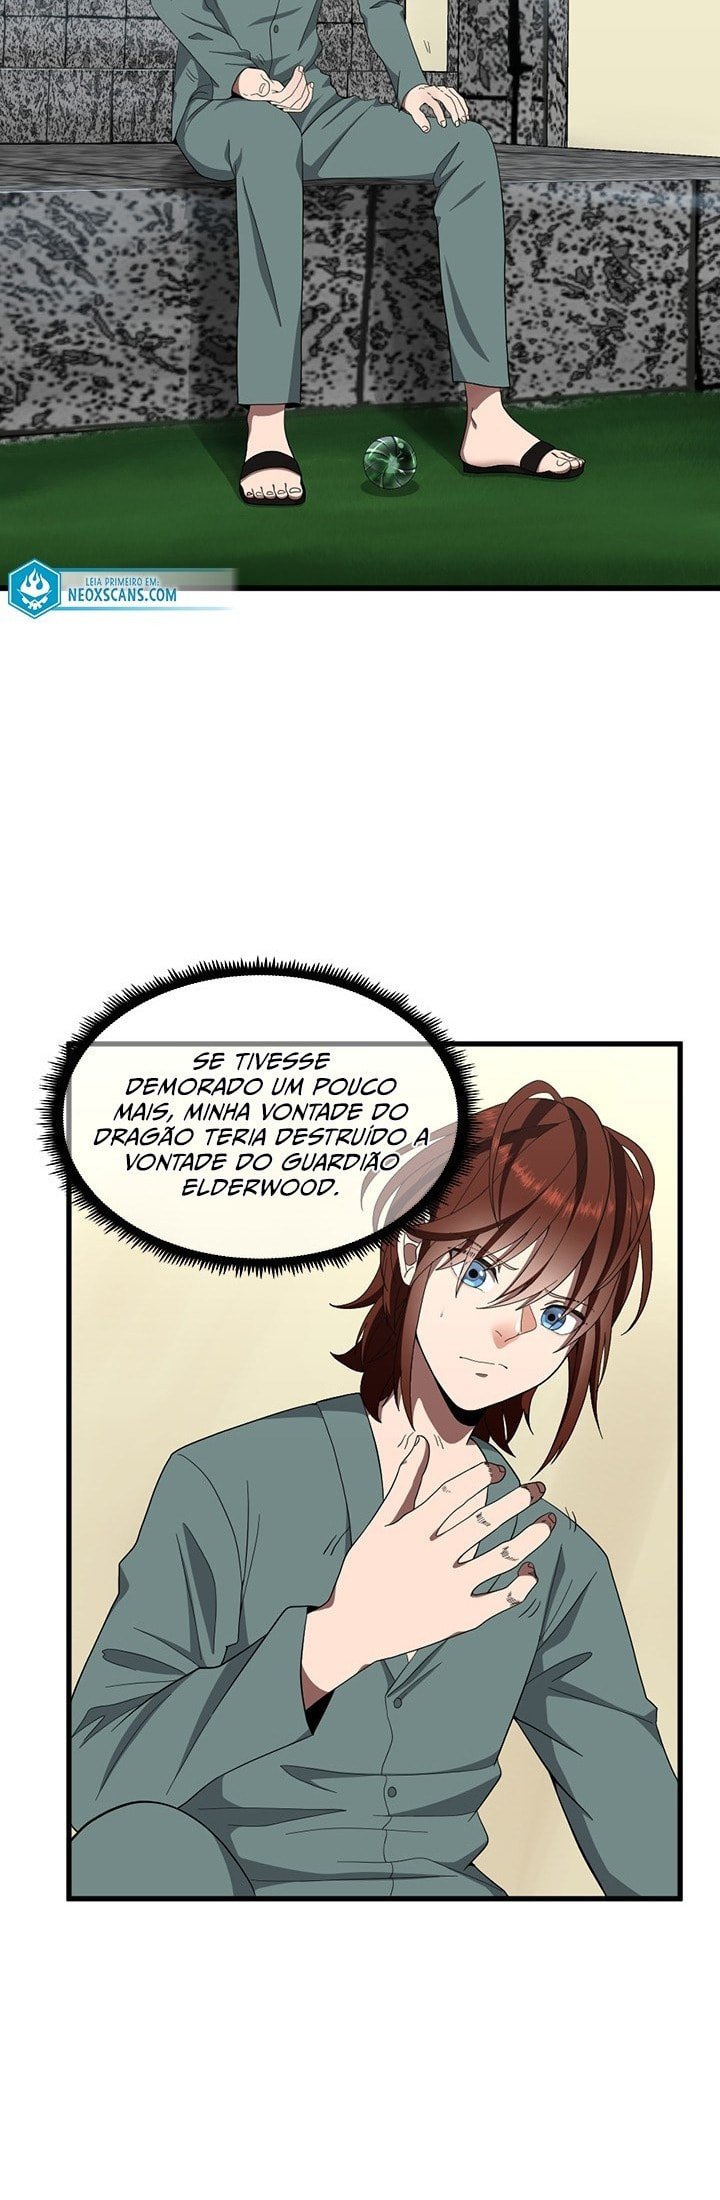 LEIA PRIMEIRO EM:
NEOXSCANS.COM
SE TIVESSE
DEMORADO UM POUCO
MAIS, MINHA VONTADE DO
DRAGÃO TERIA DESTRUÍDO A
VONTADE DO GUARDIÃO
ELDERWOOD.